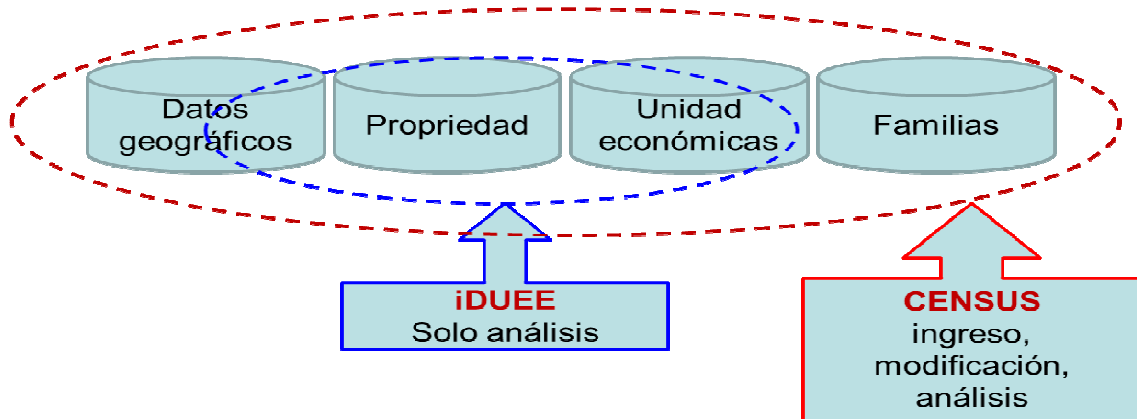 Datos
geográficos
Propriedad
Unidad
económicas
Familias
iDUEE
Solo análisis
CENSUS
ingreso,
modificación,
análisis